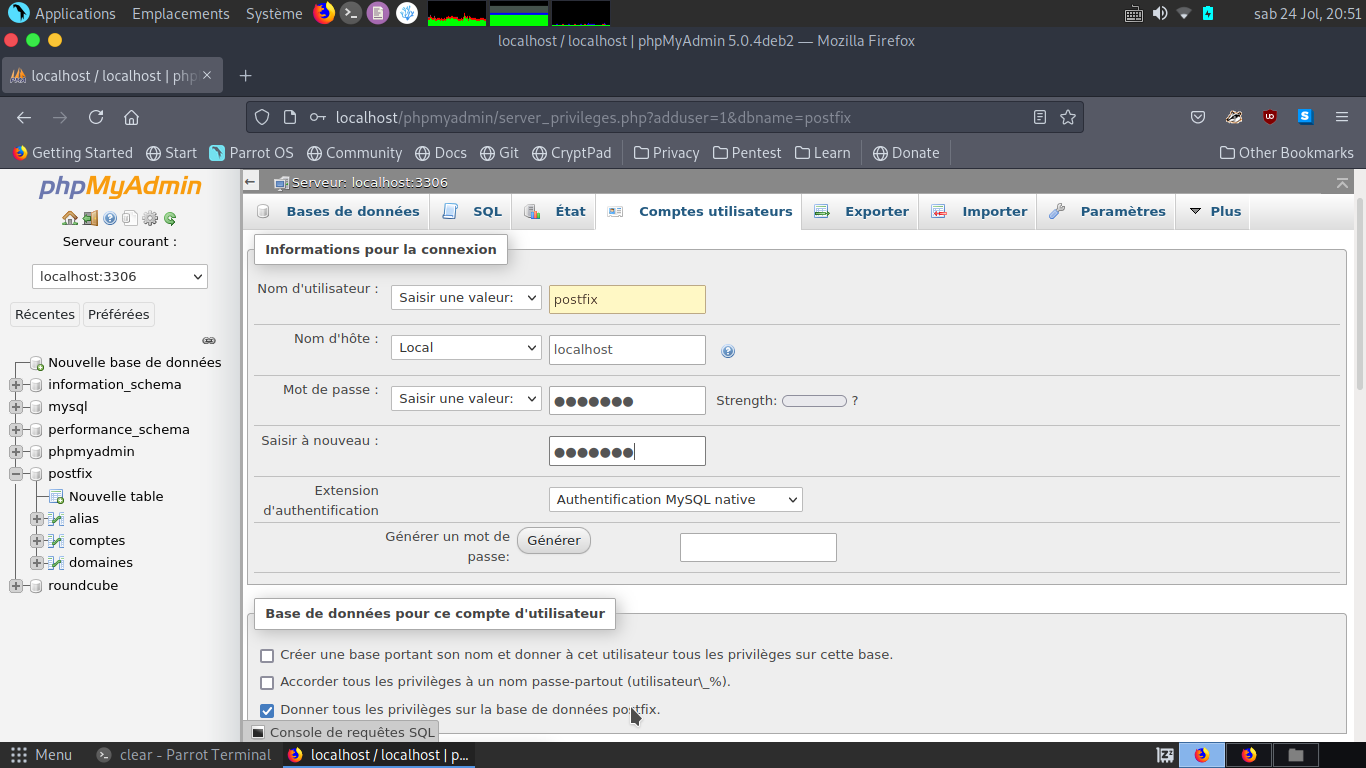 Applications Emplacements Système sab 24 Jol, 20:51
localhost / localhost | phpMyAdmin 5.0.4deb2 — Mozilla Firefox
localhost / localhost | php
localhost/phpmyadmin/server_privileges.php?adduser=1&dbname=postfix
Getting Started Start Parrot OS Community Docs Git CryptPad Privacy Pentest Learn Donate Other Bookmarks
phpMyAdmin
Serveur courant :
localhost:3306
Récentes Préférées
Nouvelle base de données
information_schema
mysql
performance_schema
phpmyadmin
postfix
Nouvelle table
alias
comptes
domaines
roundcube
Serveur: localhost:3306
Bases de données SQL État Comptes utilisateurs Exporter Importer Paramètres Plus
Informations pour la connexion
Nom d'utilisateur : Saisir une valeur: postfix
Nom d'hôte : Local localhost
Mot de passe : Saisir une valeur: ●●●●●●● Strength: ?
Saisir à nouveau : ●●●●●●●
Extension
d'authentification
Authentification MySQL native
Générer un mot de
passe:
Générer
Base de données pour ce compte d'utilisateur
Créer une base portant son nom et donner à cet utilisateur tous les privilèges sur cette base.
Accorder tous les privilèges à un nom passe-partout (utilisateur\_%).
Donner tous les privilèges sur la base de données postfix.
Console de requêtes SQL
Menu clear - Parrot Terminal localhost / localhost | p...